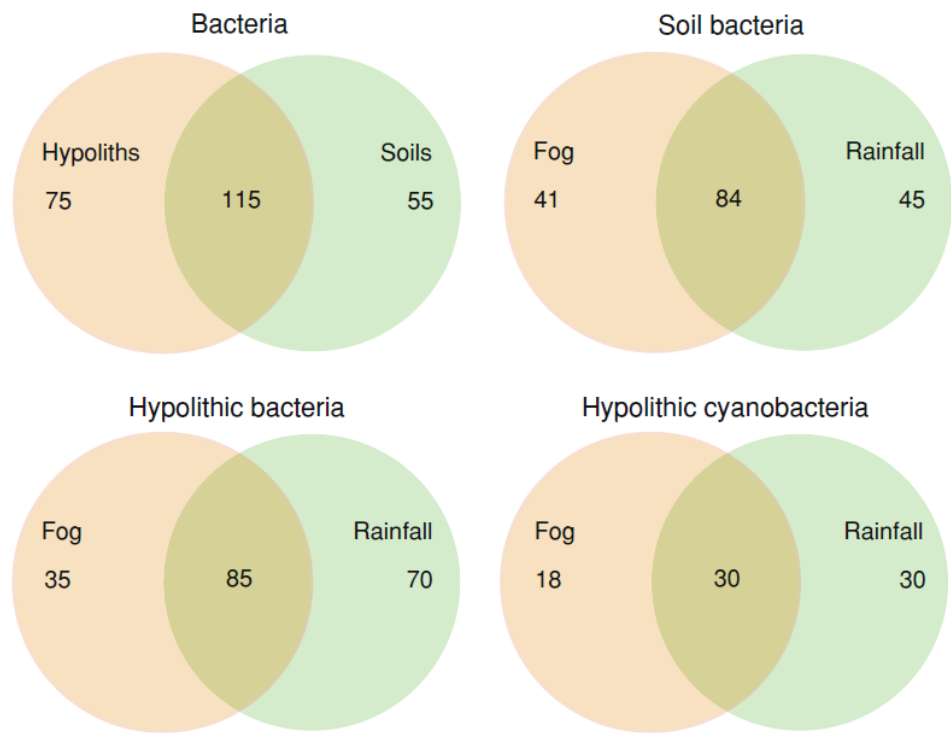 Bacteria
Hypoliths
Soils
75
115
55
Soil bacteria
Fog
Rainfall
41
84
45
Hypolithic bacteria
Fog
Rainfall
35
85
70
Hypolithic cyanobacteria
Fog
Rainfall
18
30
30